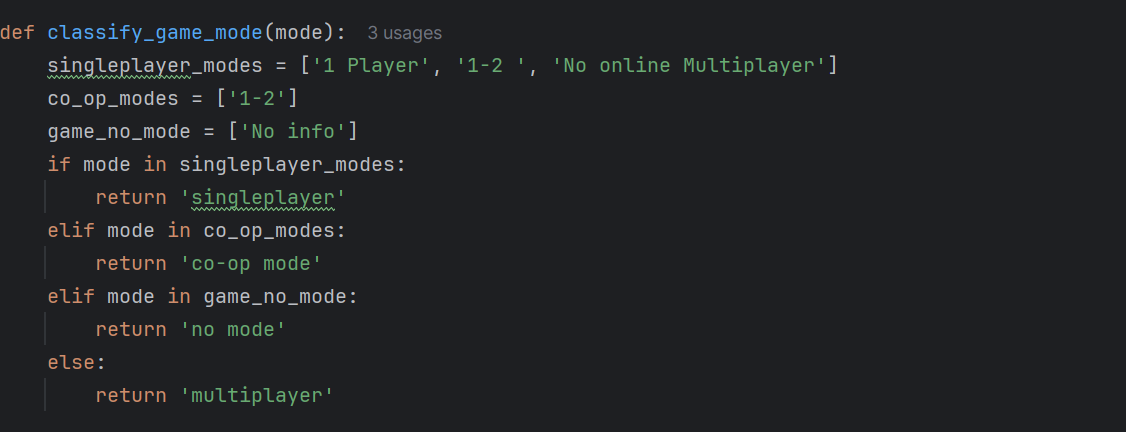 def classify_game_mode(mode):  3 usages
    singleplayer_modes = ['1 Player', '1-2 ', 'No online Multiplayer']
    co_op_modes = ['1-2']
    game_no_mode = ['No info']
    if mode in singleplayer_modes:
        return 'singleplayer'
    elif mode in co_op_modes:
        return 'co-op mode'
    elif mode in game_no_mode:
        return 'no mode'
    else:
        return 'multiplayer'